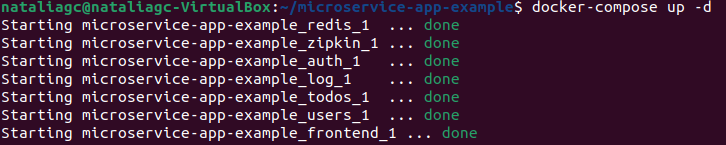 nataliagc@nataliagc-VirtualBox:~/microservice-app-example$ docker-compose up -d
Starting microservice-app-example_redis_1  ... done
Starting microservice-app-example_zipkin_1 ... done
Starting microservice-app-example_auth_1   ... done
Starting microservice-app-example_log_1    ... done
Starting microservice-app-example_todos_1  ... done
Starting microservice-app-example_users_1  ... done
Starting microservice-app-example_frontend_1 ... done